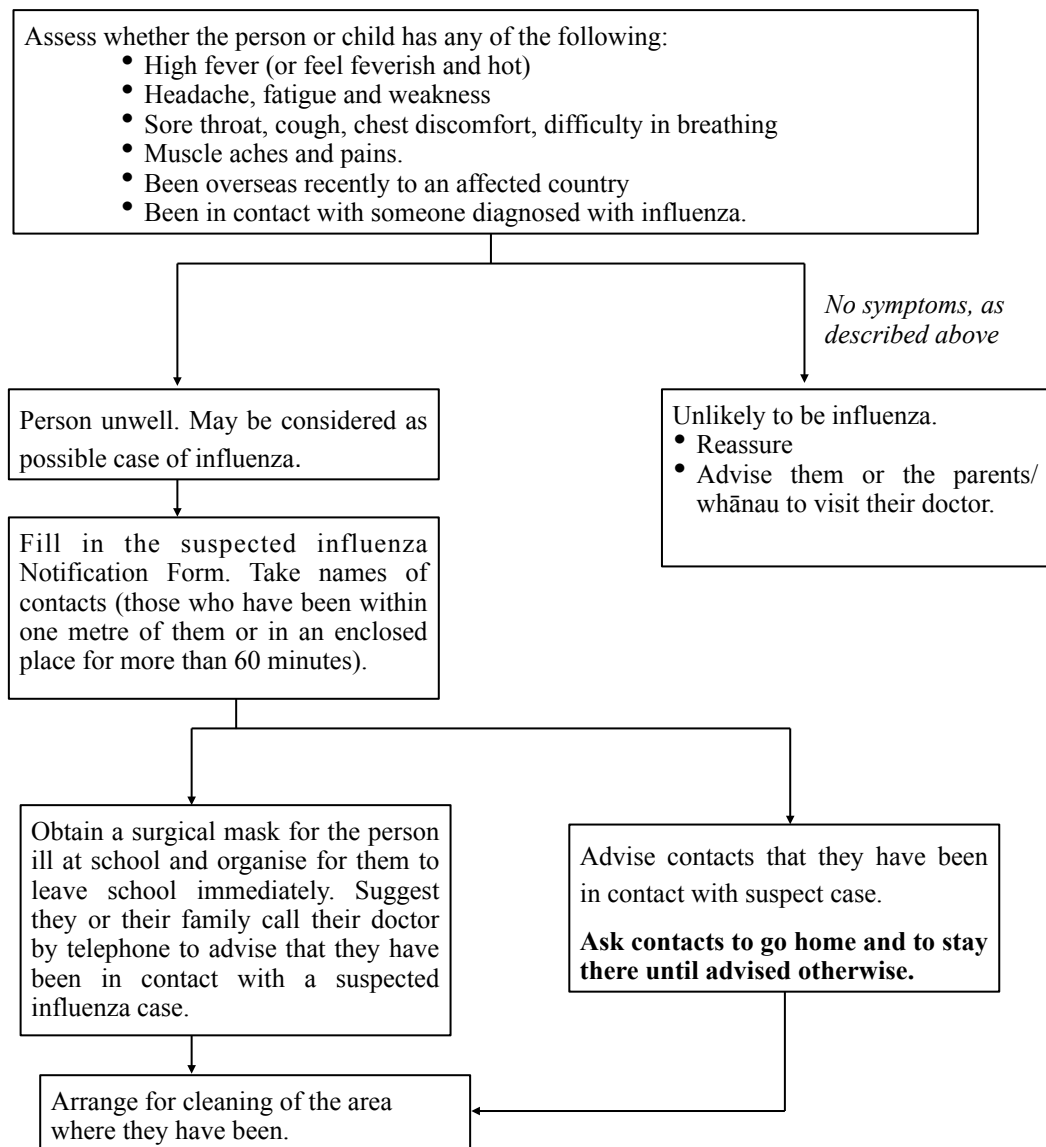 Assess whether the person or child has any of the following:
• High fever (or feel feverish and hot)
• Headache, fatigue and weakness
• Sore throat, cough, chest discomfort, difficulty in breathing
• Muscle aches and pains.
• Been overseas recently to an affected country
• Been in contact with someone diagnosed with influenza.
No symptoms, as
described above
Person unwell. May be considered as
possible case of influenza.
Unlikely to be influenza.
• Reassure
• Advise them or the parents/
whānau to visit their doctor.
Fill in the suspected influenza
Notification Form. Take names of
contacts (those who have been within
one metre of them or in an enclosed
place for more than 60 minutes).
Obtain a surgical mask for the person
ill at school and organise for them to
leave school immediately. Suggest
they or their family call their doctor
by telephone to advise that they have
been in contact with a suspected
influenza case.
Advise contacts that they have been
in contact with suspect case.
Ask contacts to go home and to stay
there until advised otherwise.
Arrange for cleaning of the area
where they have been.